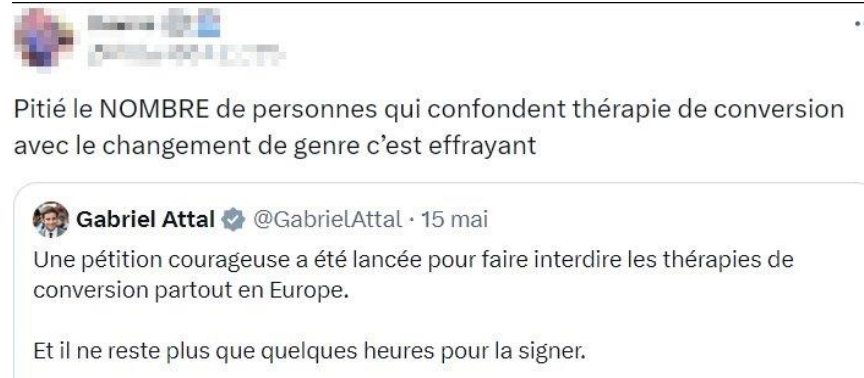 Pitié le NOMBRE de personnes qui confondent thérapie de conversion
avec le changement de genre c’est effrayant
Gabriel Attal @GabrielAttal · 15 mai
Une pétition courageuse a été lancée pour faire interdire les thérapies de
conversion partout en Europe.
Et il ne reste plus que quelques heures pour la signer.